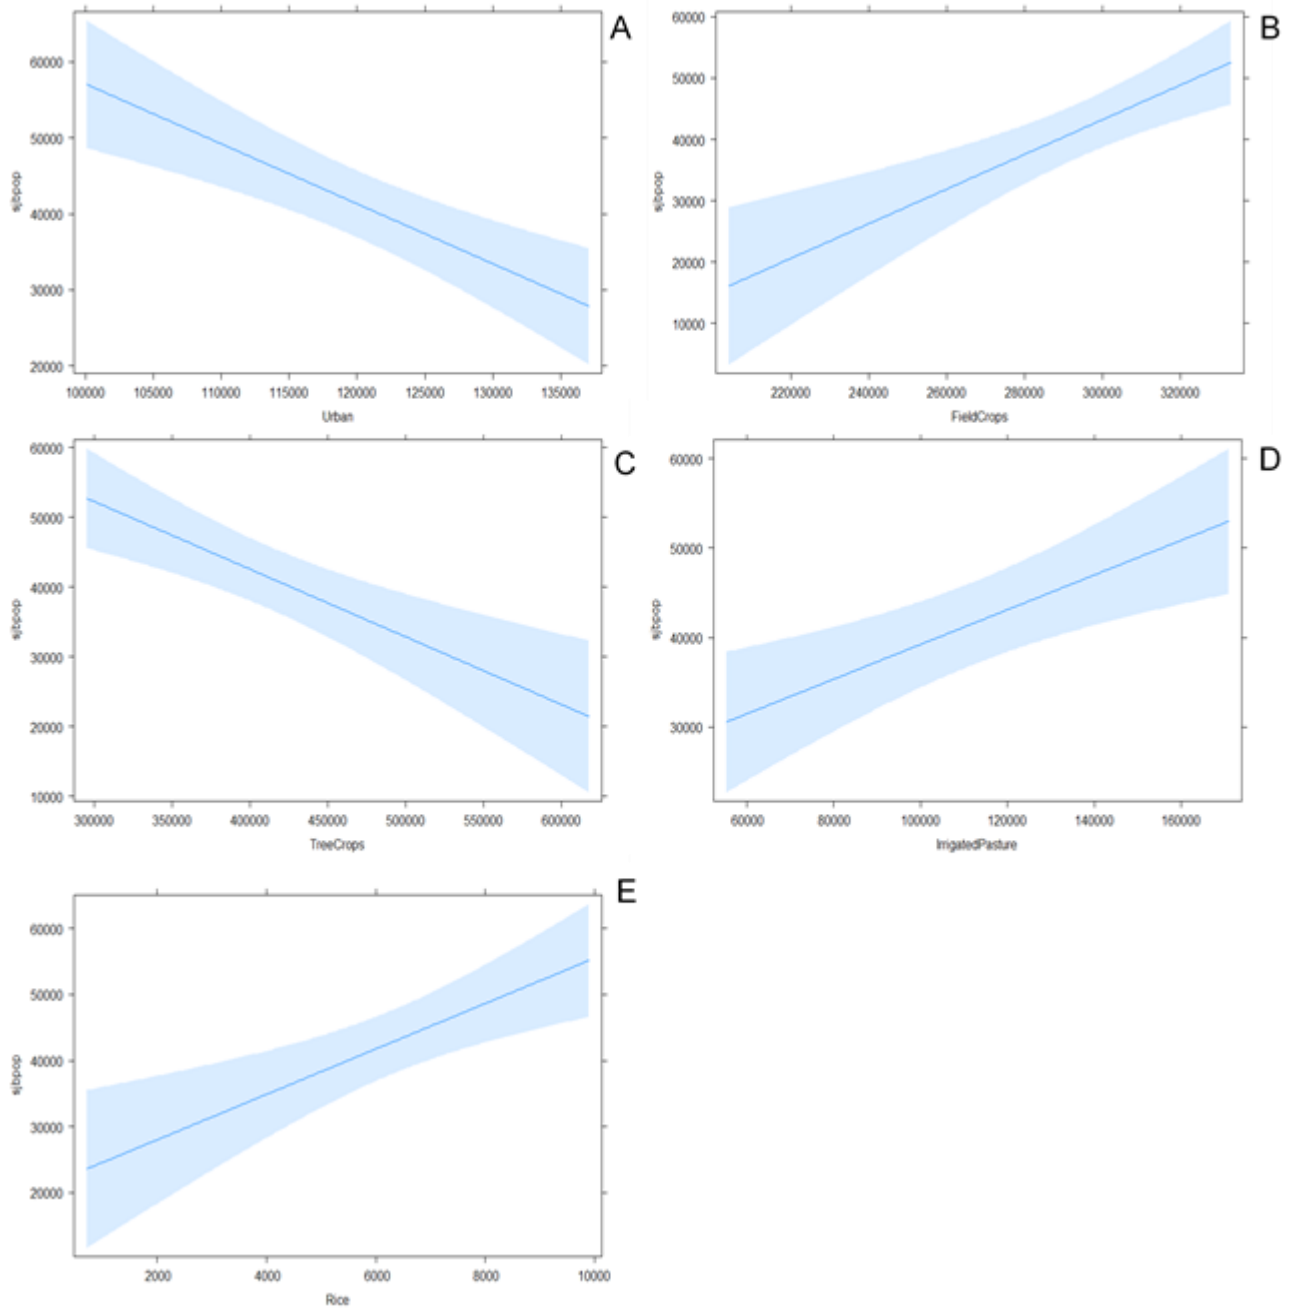 A
60000
50000
40000
30000
20000
sjbpop
100000 105000 110000 115000 120000 125000 130000 135000
Urban
B
60000
50000
40000
30000
20000
10000
sjbpop
220000 240000 260000 280000 300000 320000
FieldCrops
C
60000
50000
40000
30000
20000
10000
sjbpop
300000 350000 400000 450000 500000 550000 600000
TreeCrops
D
60000
50000
40000
30000
sjbpop
60000 80000 100000 120000 140000 160000
IrrigatedPasture
E
60000
50000
40000
30000
20000
sjbpop
2000 4000 6000 8000 10000
Rice